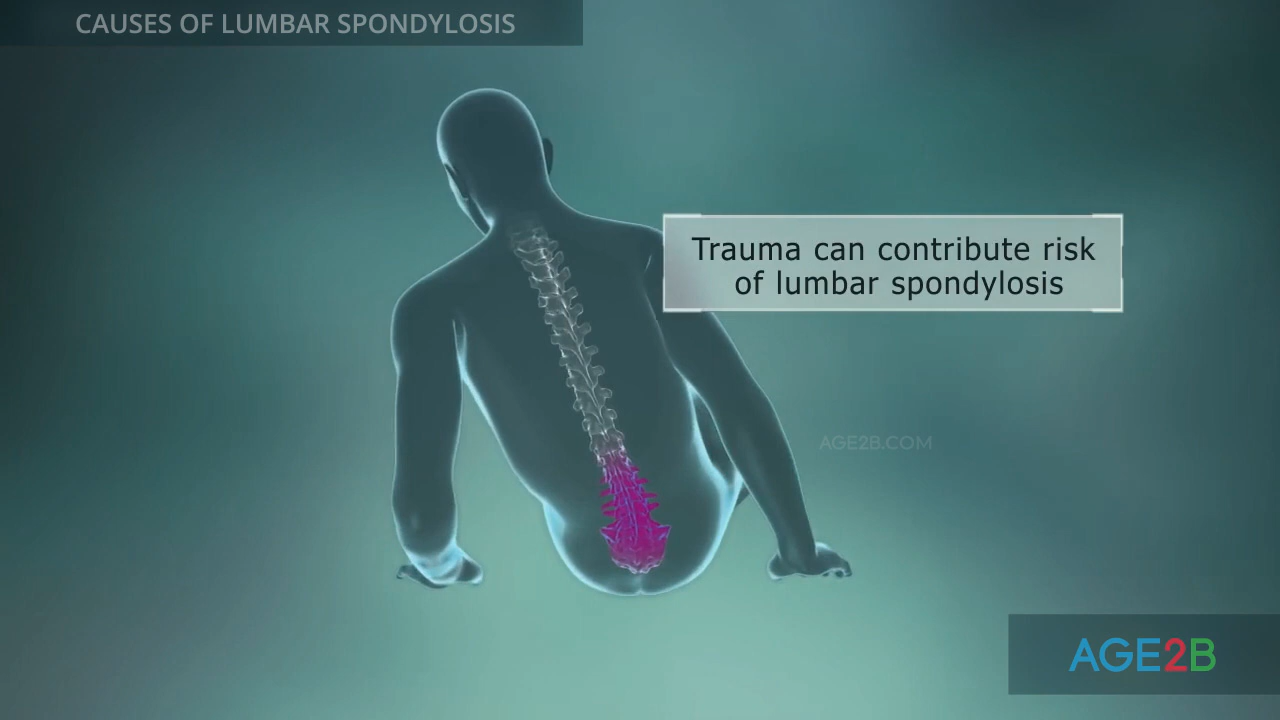 CAUSES OF LUMBAR SPONDYLOSIS
Trauma can contribute risk
of lumbar spondylosis
AGE2B.COM
AGE2B